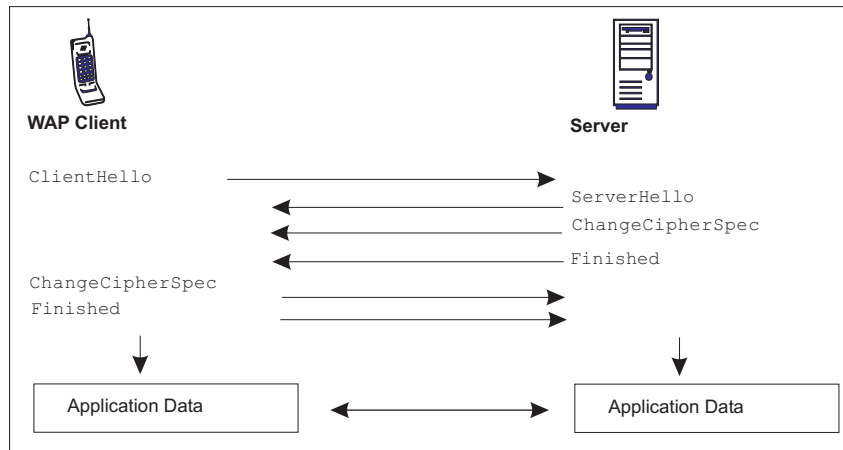 WAP Client
Server
ClientHello
ServerHello
ChangeCipherSpec
Finished
ChangeCipherSpec
Finished
Application Data
Application Data